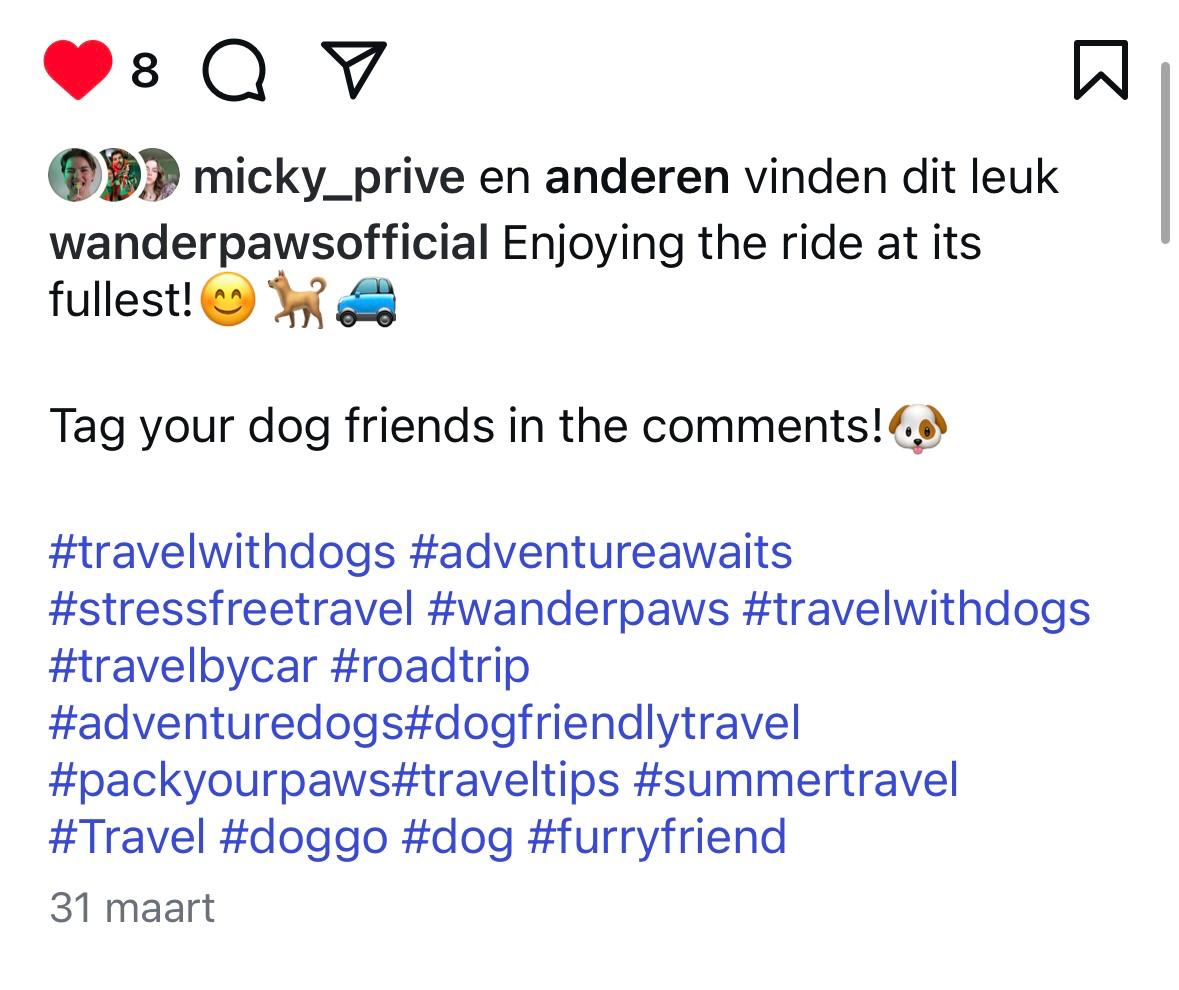 8
micky_prive en anderen vinden dit leuk
wanderpawsofficial Enjoying the ride at its
fullest!😊🐕🚙
Tag your dog friends in the comments!🐶
#travelwithdogs #adventureawaits
#stressfreetravel #wanderpaws #travelwithdogs
#travelbycar #roadtrip
#adventuredogs#dogfriendlytravel
#packyourpaws#traveltips #summertravel
#Travel #doggo #dog #furryfriend
31 maart